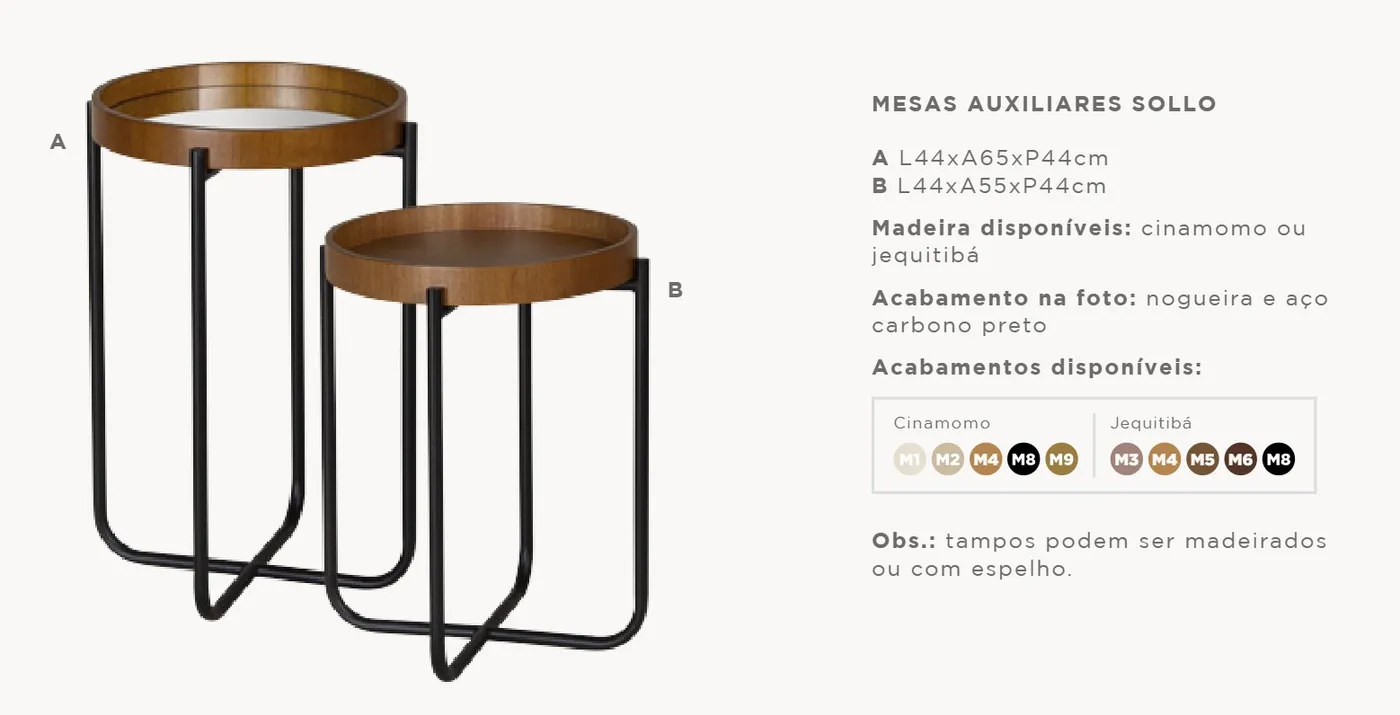 A
B
MESAS AUXILIARES SOLLO
A L44xA65xP44cm
B L44xA55xP44cm
Madeira disponíveis: cinamomo ou
jequitibá
Acabamento na foto: nogueira e aço
carbono preto
Acabamentos disponíveis:
Cinamomo
M1 M2 M4 M8 M9
Jequitibá
M3 M4 M5 M6 M8
Obs.: tampos podem ser madeirados
ou com espelho.